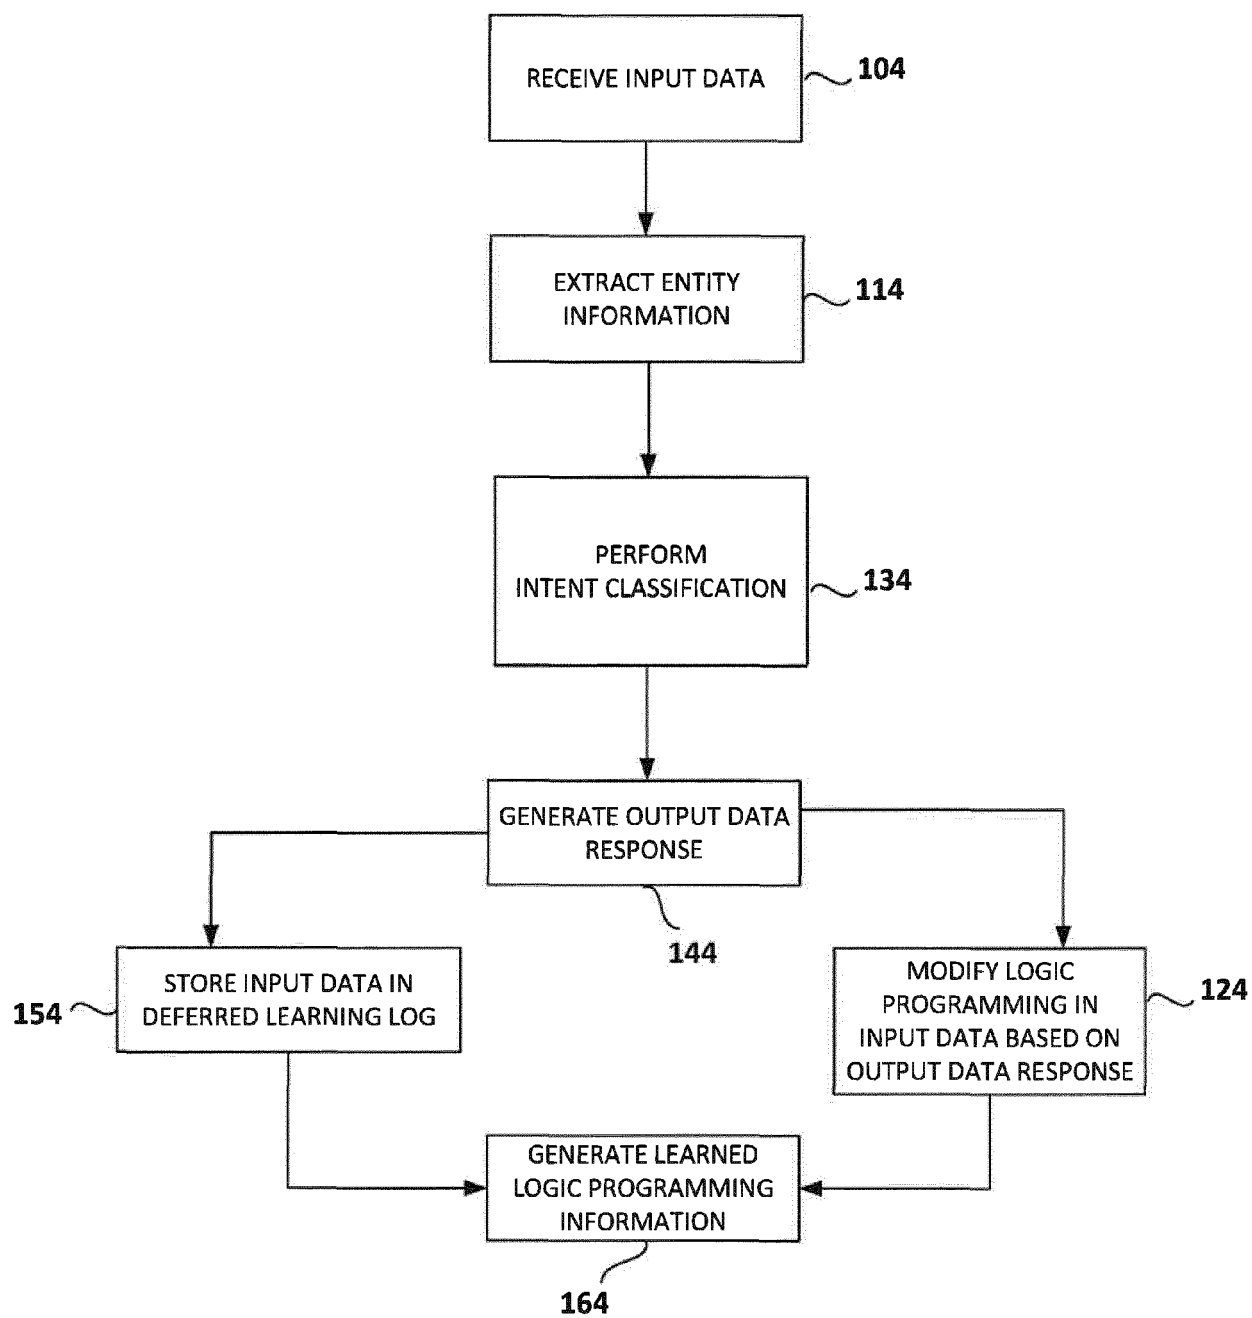 RECEIVE INPUT DATA
104
EXTRACT ENTITY
INFORMATION
114
PERFORM
INTENT CLASSIFICATION
134
GENERATE OUTPUT DATA
RESPONSE
144
STORE INPUT DATA IN
DEFERRED LEARNING LOG
154
MODIFY LOGIC
PROGRAMMING IN
INPUT DATA BASED ON
OUTPUT DATA RESPONSE
124
GENERATE LEARNED
LOGIC PROGRAMMING
INFORMATION
164